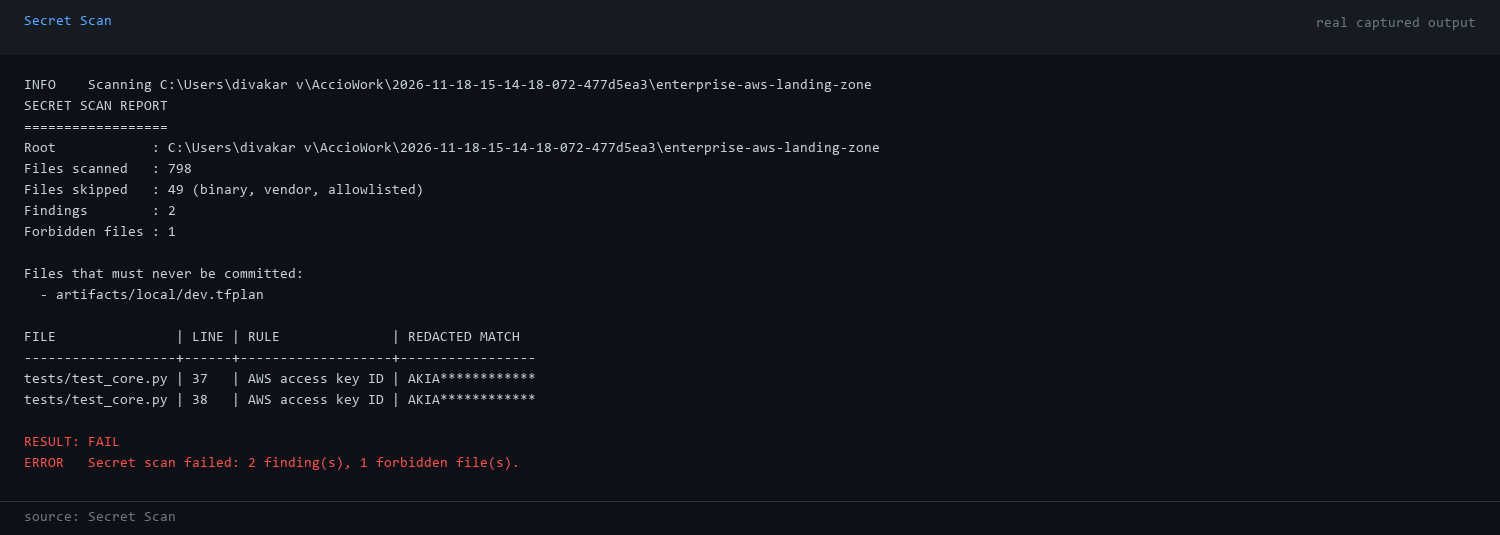 Secret Scan
real captured output
INFO    Scanning C:\Users\divakar v\AccioWork\2026-11-18-15-14-18-072-477d5ea3\enterprise-aws-landing-zone
SECRET SCAN REPORT
==================
Root            : C:\Users\divakar v\AccioWork\2026-11-18-15-14-18-072-477d5ea3\enterprise-aws-landing-zone
Files scanned   : 798
Files skipped   : 49 (binary, vendor, allowlisted)
Findings        : 2
Forbidden files : 1
Files that must never be committed:
  - artifacts/local/dev.tfplan
FILE               | LINE | RULE              | REDACTED MATCH
-------------------+------+-------------------+-----------------
tests/test_core.py | 37   | AWS access key ID | AKIA************
tests/test_core.py | 38   | AWS access key ID | AKIA************
RESULT: FAIL
ERROR   Secret scan failed: 2 finding(s), 1 forbidden file(s).
source: Secret Scan